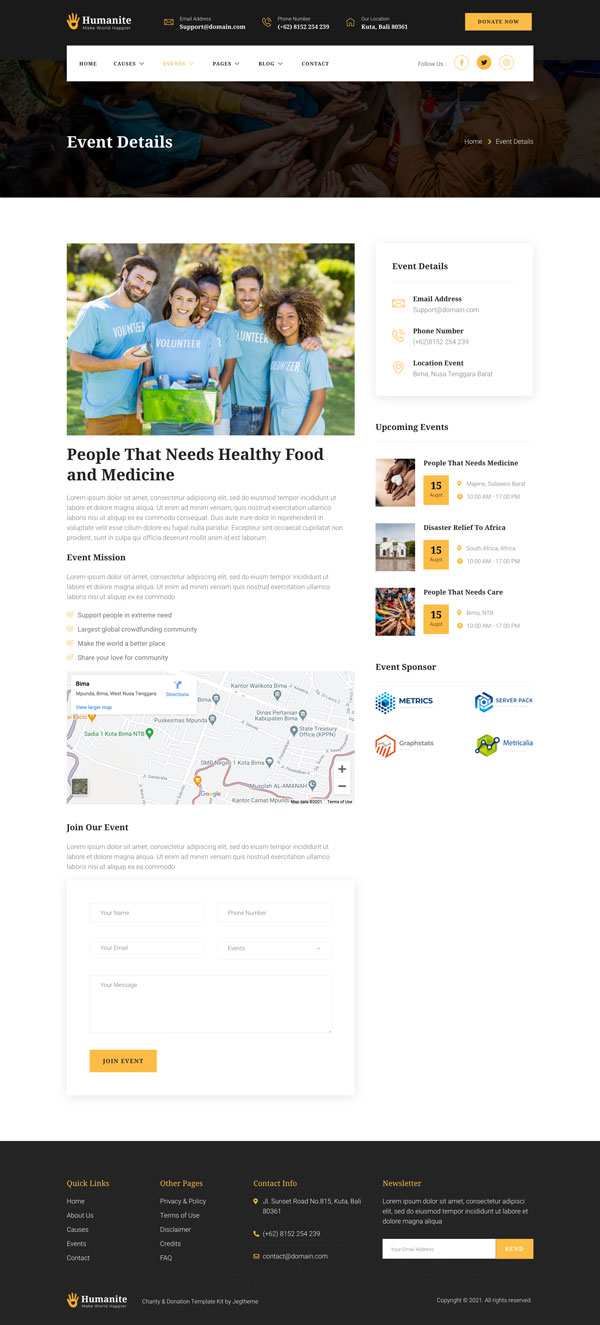 Humanite
Make World Happier
Email Address
Support@domain.com
Phone Number
(+62) 8152 254 239
Our Location
Kuta, Bali 80361
DONATE NOW
HOME CAUSES EVENTS PAGES BLOG CONTACT
Follow Us :
Event Details
Home Event Details
VOLUNTEER
VOLUNTEER
VOLUNTEER
People That Needs Healthy Food
and Medicine
Lorem ipsum dolor sit amet, consectetur adipiscing elit, sed do eiusmod tempor incididunt ut
labore et dolore magna aliqua. Ut enim ad minim veniam, quis nostrud exercitation ullamco
laboris nisi ut aliquip ex ea commodo consequat. Duis aute irure dolor in reprehenderit in
voluptate velit esse cillum dolore eu fugiat nulla pariatur. Excepteur sint occaecat cupidatat non
proident, sunt in culpa qui officia deserunt mollit anim id est laborum.
Event Mission
Lorem ipsum dolor sit amet, consectetur adipiscing elit, sed do eiusm tempor incididunt ut
labore et dolore magna aliqua. Ut enim ad minim veniam, quis nostrud exercitation ullamco
laboris nisi ut aliquip ex ea commodo
Support people in extreme need
Largest global crowdfunding community
Make the world a better place
Share your love for community
Bima
Mpunda, Bima, West Nusa Tenggara
Directions
View larger map
Kantor Walikota Bima
Dinas Pertanian
Kabupaten Bima
Puskesmas Mpunda
State Treasury
Office (KPPN)
Sadia 1 Kota Bima NTB
SMP Negeri 1 Kota Bima
Musolah AL-AMANAH
Google
Kantor Camat Mpunda
Map data ©2021 Terms of Use
Join Our Event
Lorem ipsum dolor sit amet, consectetur adipiscing elit, sed do eiusm tempor incididunt ut
labore et dolore magna aliqua. Ut enim ad minim veniam, quis nostrud exercitation ullamco
laboris nisi ut aliquip ex ea commodo
Your Name
Phone Number
Your Email
Events
Your Message
JOIN EVENT
Event Details
Email Address
Support@domain.com
Phone Number
(+62)8152 254 239
Location Event
Bima, Nusa Tenggara Barat
Upcoming Events
People That Needs Medicine
15
Augst
Majene, Sulawesi Barat
10:00 AM - 17:00 PM
Disaster Relief To Africa
15
Augst
South Africa, Africa
10:00 AM - 17:00 PM
People That Needs Care
15
Augst
Bima, NTB
10:00 AM - 17:00 PM
Event Sponsor
METRICS
SERVER PACK
Graphstats
Metricalia
Quick Links
Home
About Us
Causes
Events
Contact
Other Pages
Privacy & Policy
Terms of Use
Disclaimer
Credits
FAQ
Contact Info
Jl. Sunset Road No.815, Kuta, Bali
80361
(+62) 8152 254 239
contact@domain.com
Newsletter
Lorem ipsum dolor sit amet, consectetur adipisci
elit, sed do eiusm tempor incididunt ut labore et
dolore magna aliqua
Your Email Address
SEND
Humanite
Make World Happier
Charity & Donation Template Kit by Jegtheme
Copyright © 2021. All rights reserved.